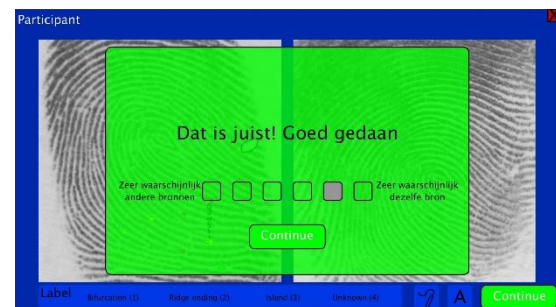 Participant
X
Dat is juist! Goed gedaan
Zeer waarschijnlijk
andere bronnen
Zeer waarschijnlijk
dezelfde bron
Continue
Label
Bifurcation (1)
Ridge ending (2)
Island (3)
Unknown (4)
A
Continue